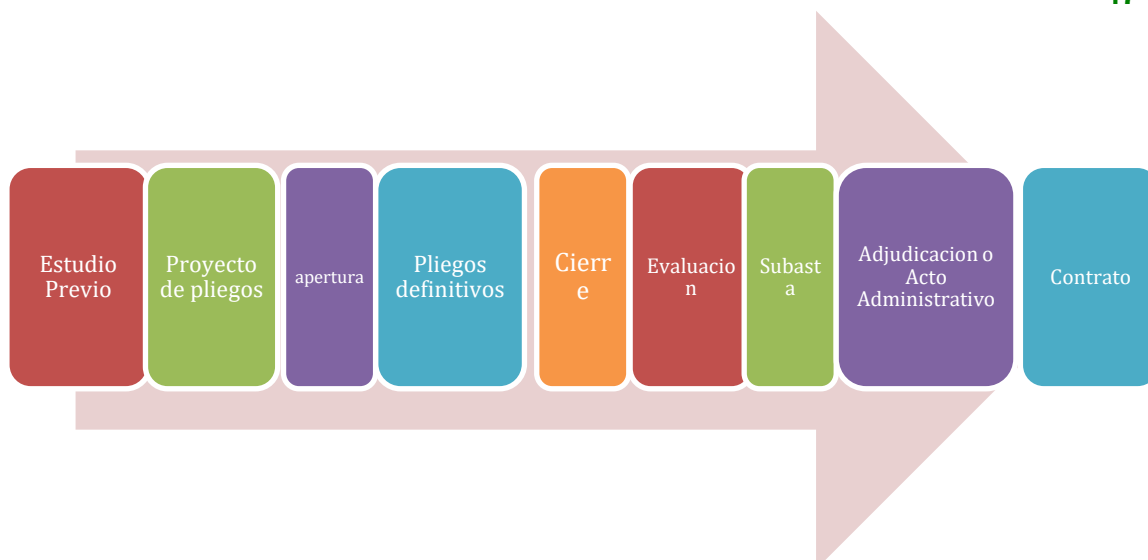 Estudio
Previo
Proyecto
de pliegos
apertura
Pliegos
definitivos
Cierr
e
Evaluacio
n
Subast
a
Adjudicacion o
Acto
Administrativo
Contrato